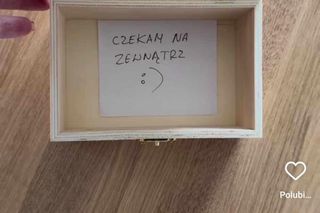 CZEKAM NA
ZEWNĄTRZ
:)
Polubi...